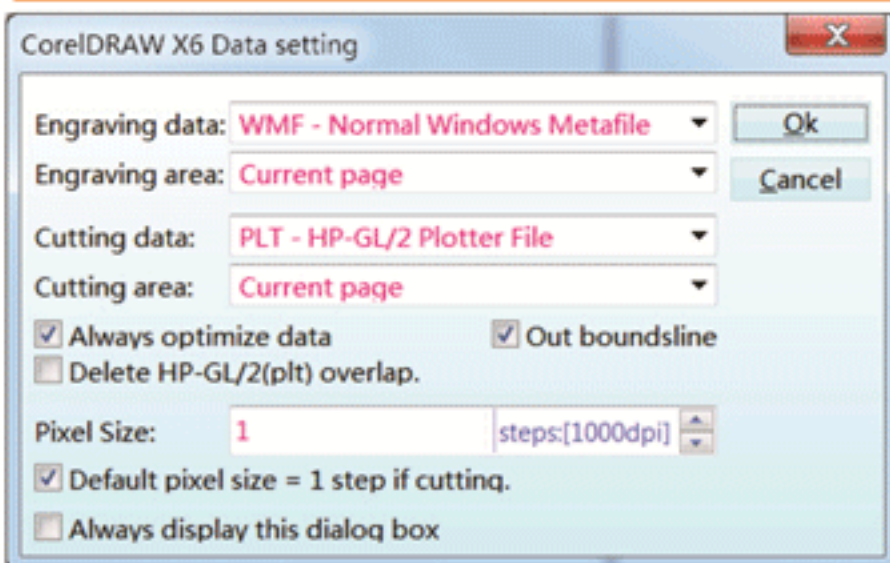 CorelDRAW X6 Data setting
Engraving data: WMF - Normal Windows Metafile
Ok
Engraving area: Current page
Cancel
Cutting data: PLT - HP-GL/2 Plotter File
Cutting area: Current page
Always optimize data
Out boundsline
Delete HP-GL/2(plt) overlap.
Pixel Size: 1 steps:[1000dpi]
Default pixel size = 1 step if cutting.
Always display this dialog box